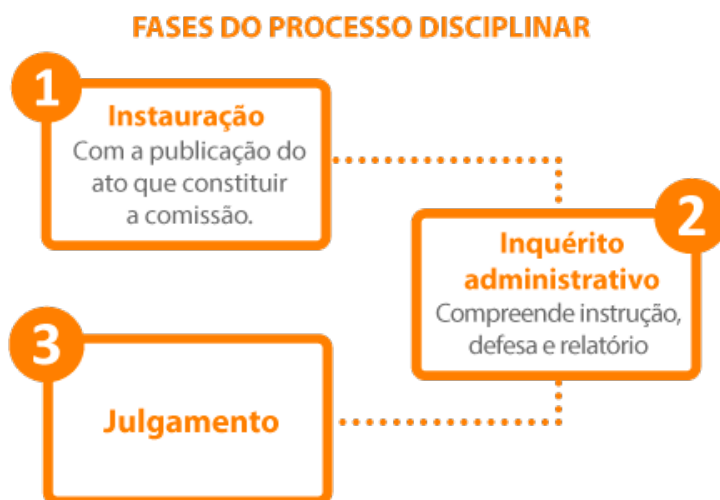 FASES DO PROCESSO DISCIPLINAR
1
Instauração
Com a publicação do
ato que constituir
a comissão.
2
Inquérito
administrativo
Compreende instrução,
defesa e relatório
3
Julgamento